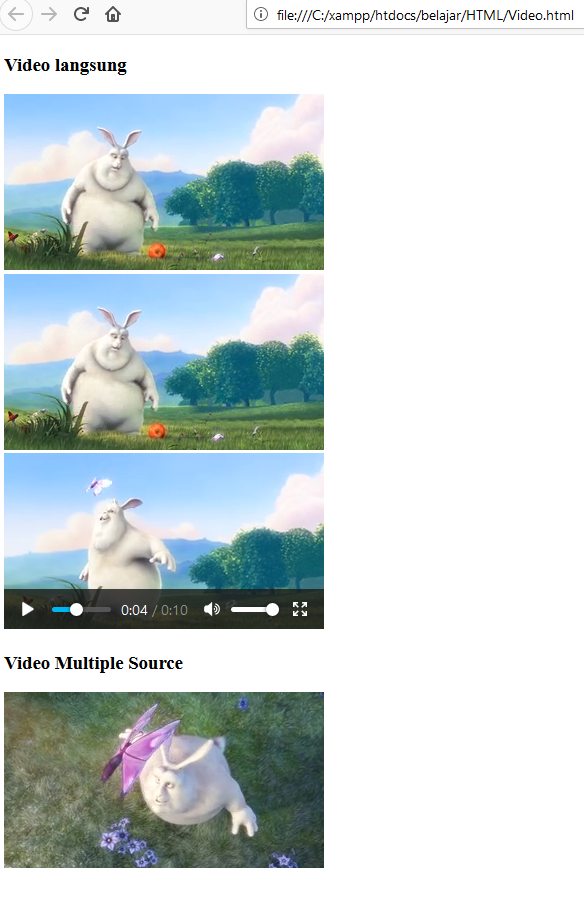 file:///C:/xampp/htdocs/belajar/HTML/Video.html
Video langsung
0:04 / 0:10
Video Multiple Source